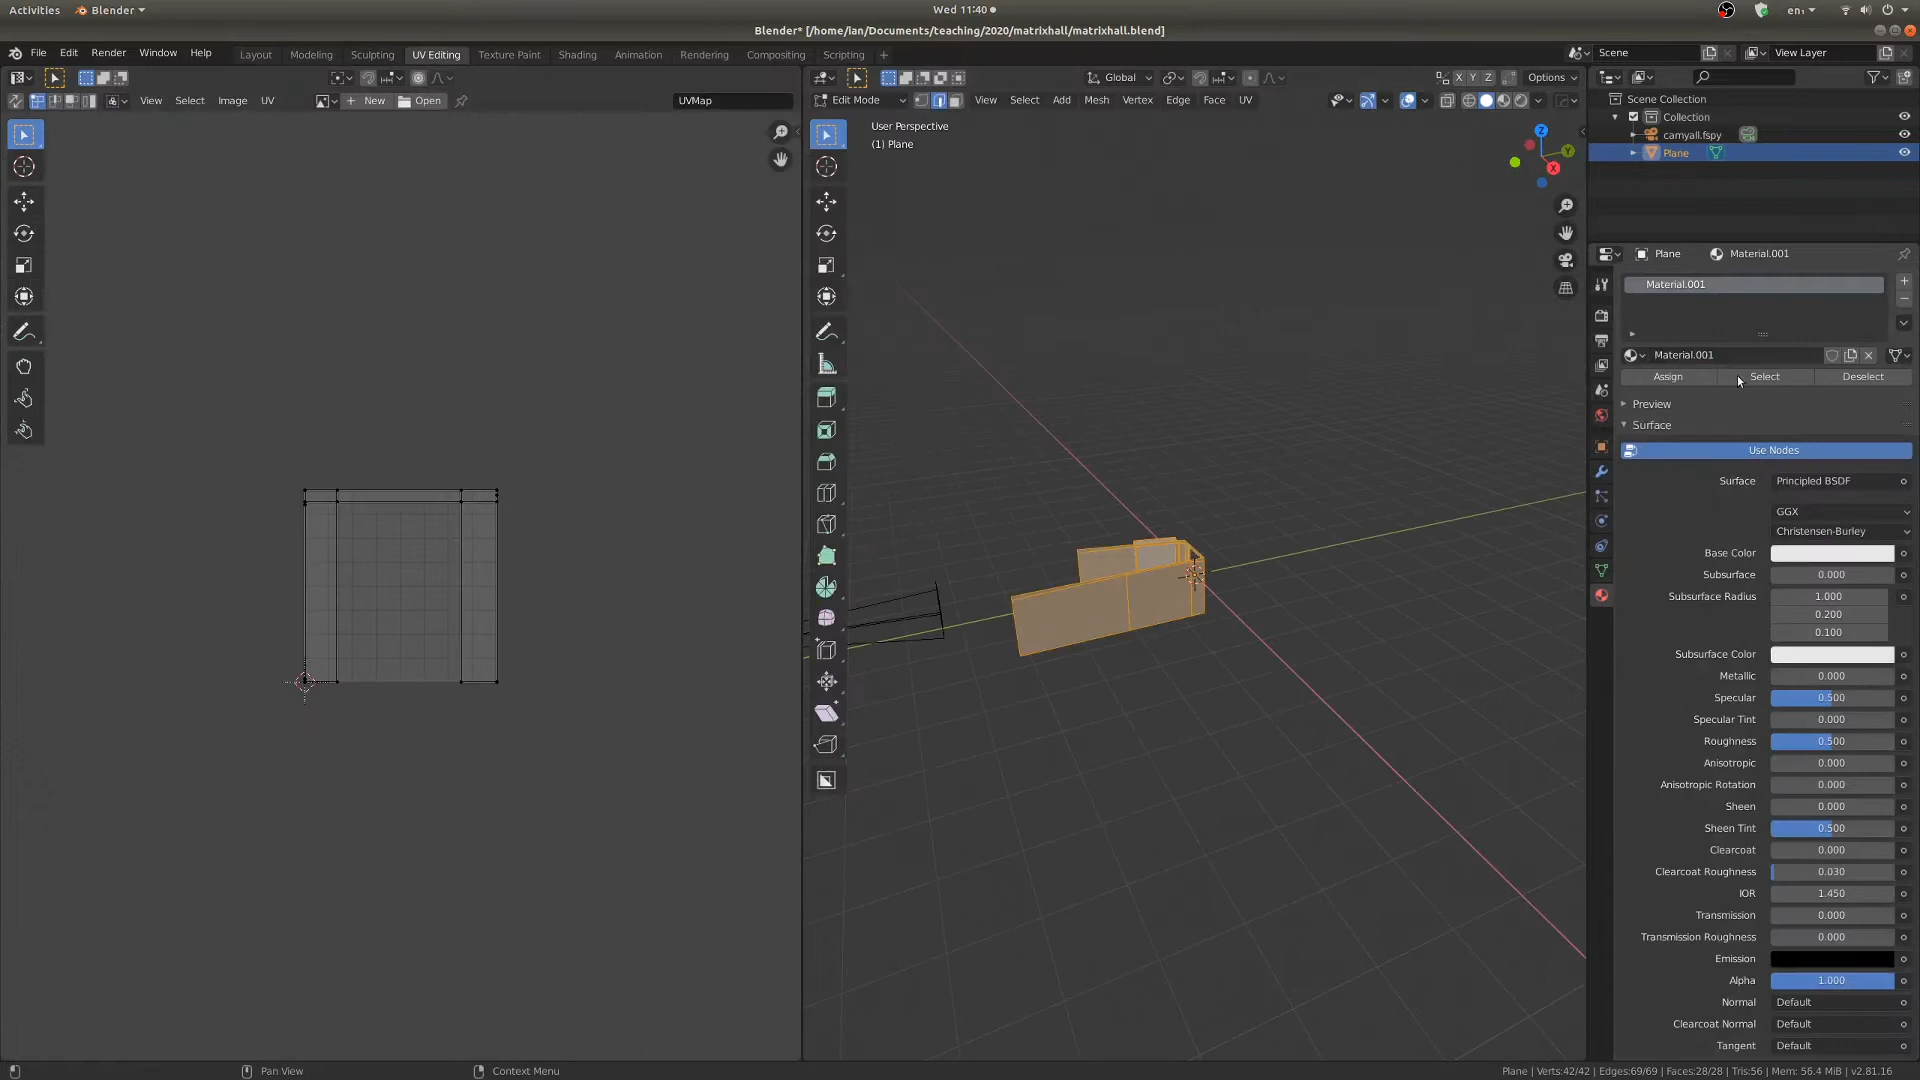 Activities Blender Wed 11:40 en₁
Blender* [/home/ian/Documents/teaching/2020/matrixhall/matrixhall.blend]
File Edit Render Window Help Layout Modeling Sculpting UV Editing Texture Paint Shading Animation Rendering Compositing Scripting + Scene View Layer
Global X Y Z Options
View Select Image UV New Open UVMap Edit Mode View Select Add Mesh Vertex Edge Face UV
Scene Collection
Collection
camyall.fspy
Plane
User Perspective
(1) Plane
Z
Y
X
Plane Material.001
Material.001
Material.001
Assign Select Deselect
Preview
Surface
Use Nodes
Surface Principled BSDF
GGX
Christensen-Burley
Base Color
Subsurface 0.000
Subsurface Radius 1.000
0.200
0.100
Subsurface Color
Metallic 0.000
Specular 0.500
Specular Tint 0.000
Roughness 0.500
Anisotropic 0.000
Anisotropic Rotation 0.000
Sheen 0.000
Sheen Tint 0.500
Clearcoat 0.000
Clearcoat Roughness 0.030
IOR 1.450
Transmission 0.000
Transmission Roughness 0.000
Emission
Alpha 1.000
Normal Default
Clearcoat Normal Default
Tangent Default
Pan View Context Menu Plane | Verts:42/42 | Edges:69/69 | Faces:28/28 | Tris:56 | Mem: 56.4 MiB | v2.81.16